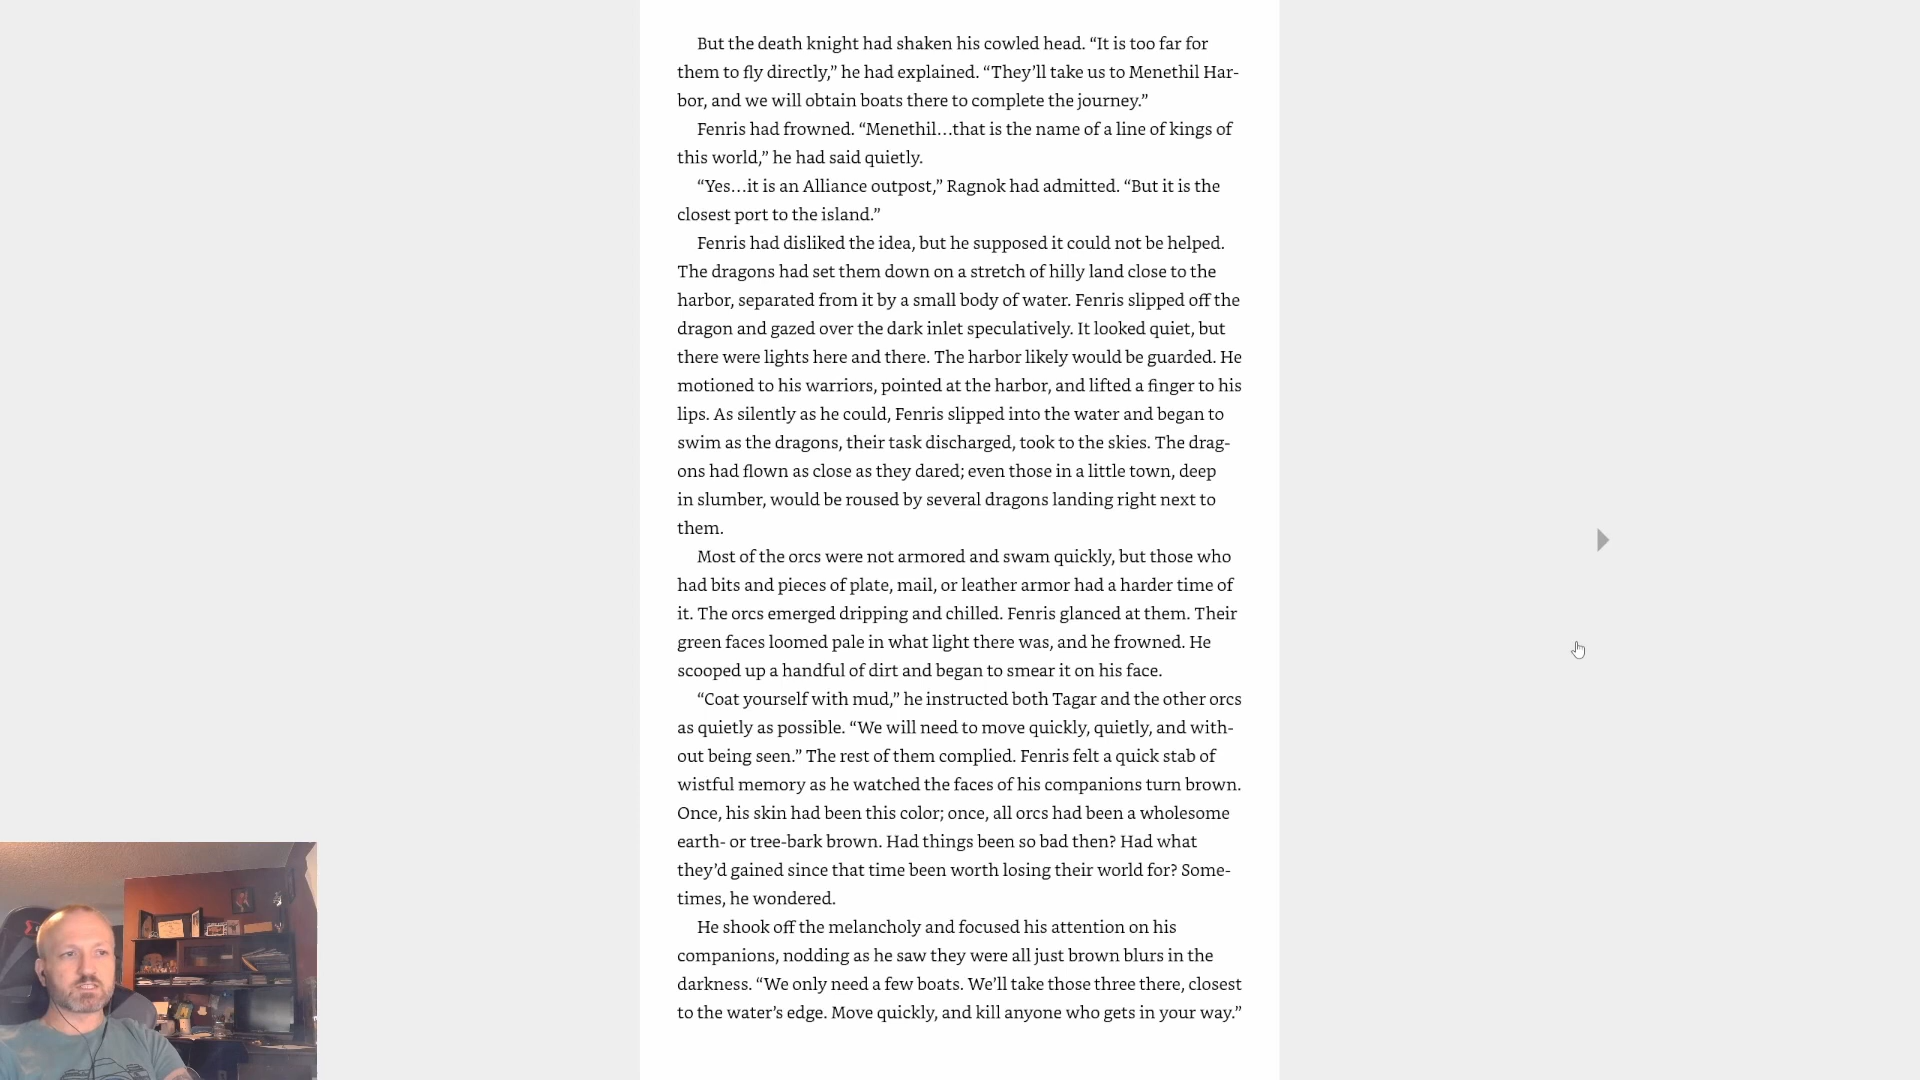 But the death knight had shaken his cowled head. “It is too far for
them to fly directly,” he had explained. “They’ll take us to Menethil Har-
bor, and we will obtain boats there to complete the journey.”
Fenris had frowned. “Menethil…that is the name of a line of kings of
this world,” he had said quietly.
“Yes…it is an Alliance outpost,” Ragnok had admitted. “But it is the
closest port to the island.”
Fenris had disliked the idea, but he supposed it could not be helped.
The dragons had set them down on a stretch of hilly land close to the
harbor, separated from it by a small body of water. Fenris slipped off the
dragon and gazed over the dark inlet speculatively. It looked quiet, but
there were lights here and there. The harbor likely would be guarded. He
motioned to his warriors, pointed at the harbor, and lifted a finger to his
lips. As silently as he could, Fenris slipped into the water and began to
swim as the dragons, their task discharged, took to the skies. The drag-
ons had flown as close as they dared; even those in a little town, deep
in slumber, would be roused by several dragons landing right next to
them.
Most of the orcs were not armored and swam quickly, but those who
had bits and pieces of plate, mail, or leather armor had a harder time of
it. The orcs emerged dripping and chilled. Fenris glanced at them. Their
green faces loomed pale in what light there was, and he frowned. He
scooped up a handful of dirt and began to smear it on his face.
“Coat yourself with mud,” he instructed both Tagar and the other orcs
as quietly as possible. “We will need to move quickly, quietly, and with-
out being seen.” The rest of them complied. Fenris felt a quick stab of
wistful memory as he watched the faces of his companions turn brown.
Once, his skin had been this color; once, all orcs had been a wholesome
earth- or tree-bark brown. Had things been so bad then? Had what
they’d gained since that time been worth losing their world for? Some-
times, he wondered.
He shook off the melancholy and focused his attention on his
companions, nodding as he saw they were all just brown blurs in the
darkness. “We only need a few boats. We’ll take those three there, closest
to the water’s edge. Move quickly, and kill anyone who gets in your way.”